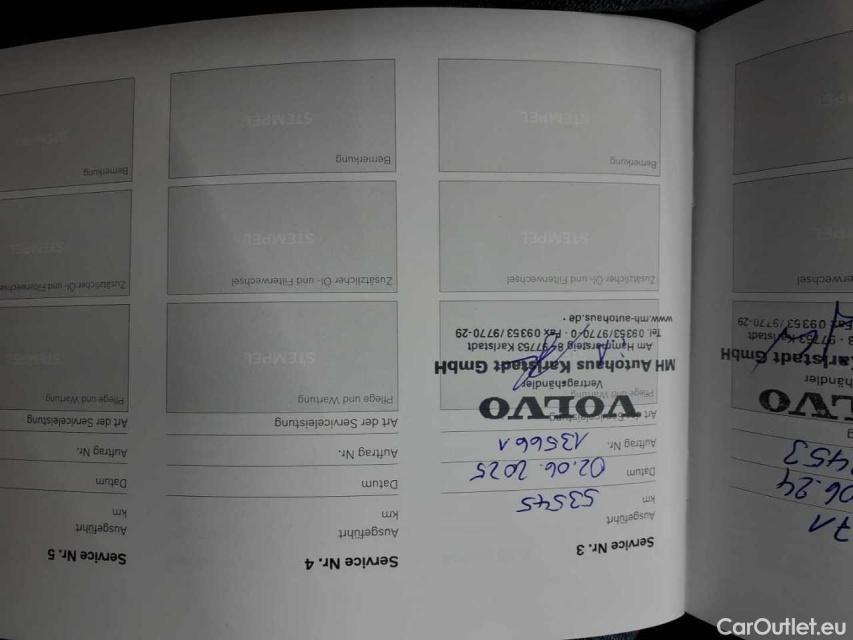 Service Nr. 3
Ausgeführt
km 53545
Datum 02.06.2025
Auftrag Nr. 135661
Art der Serviceleistung
VOLVO
Pflege und Wartung
Vertragshändler
MH Autohaus Karlstadt GmbH
Am Hammersteig 8 · 97753 Karlstadt
Tel. 09353/9770-0 · Fax 09353/9770-29
www.mh-autohaus.de ·
Zusätzlicher Öl- und Filterwechsel
STEMPEL
Bemerkung
STEMPEL
Service Nr. 4
Ausgeführt
km
Datum
Auftrag Nr.
Art der Serviceleistung
Pflege und Wartung
STEMPEL
Zusätzlicher Öl- und Filterwechsel
STEMPEL
Bemerkung
STEMPEL
Service Nr. 5
Ausgeführt
km
Datum
Auftrag Nr.
Art der Serviceleistung
Pflege und Wartung
STEMPEL
Zusätzlicher Öl- und Filterwechsel
STEMPEL
Bemerkung
CarOutlet.eu